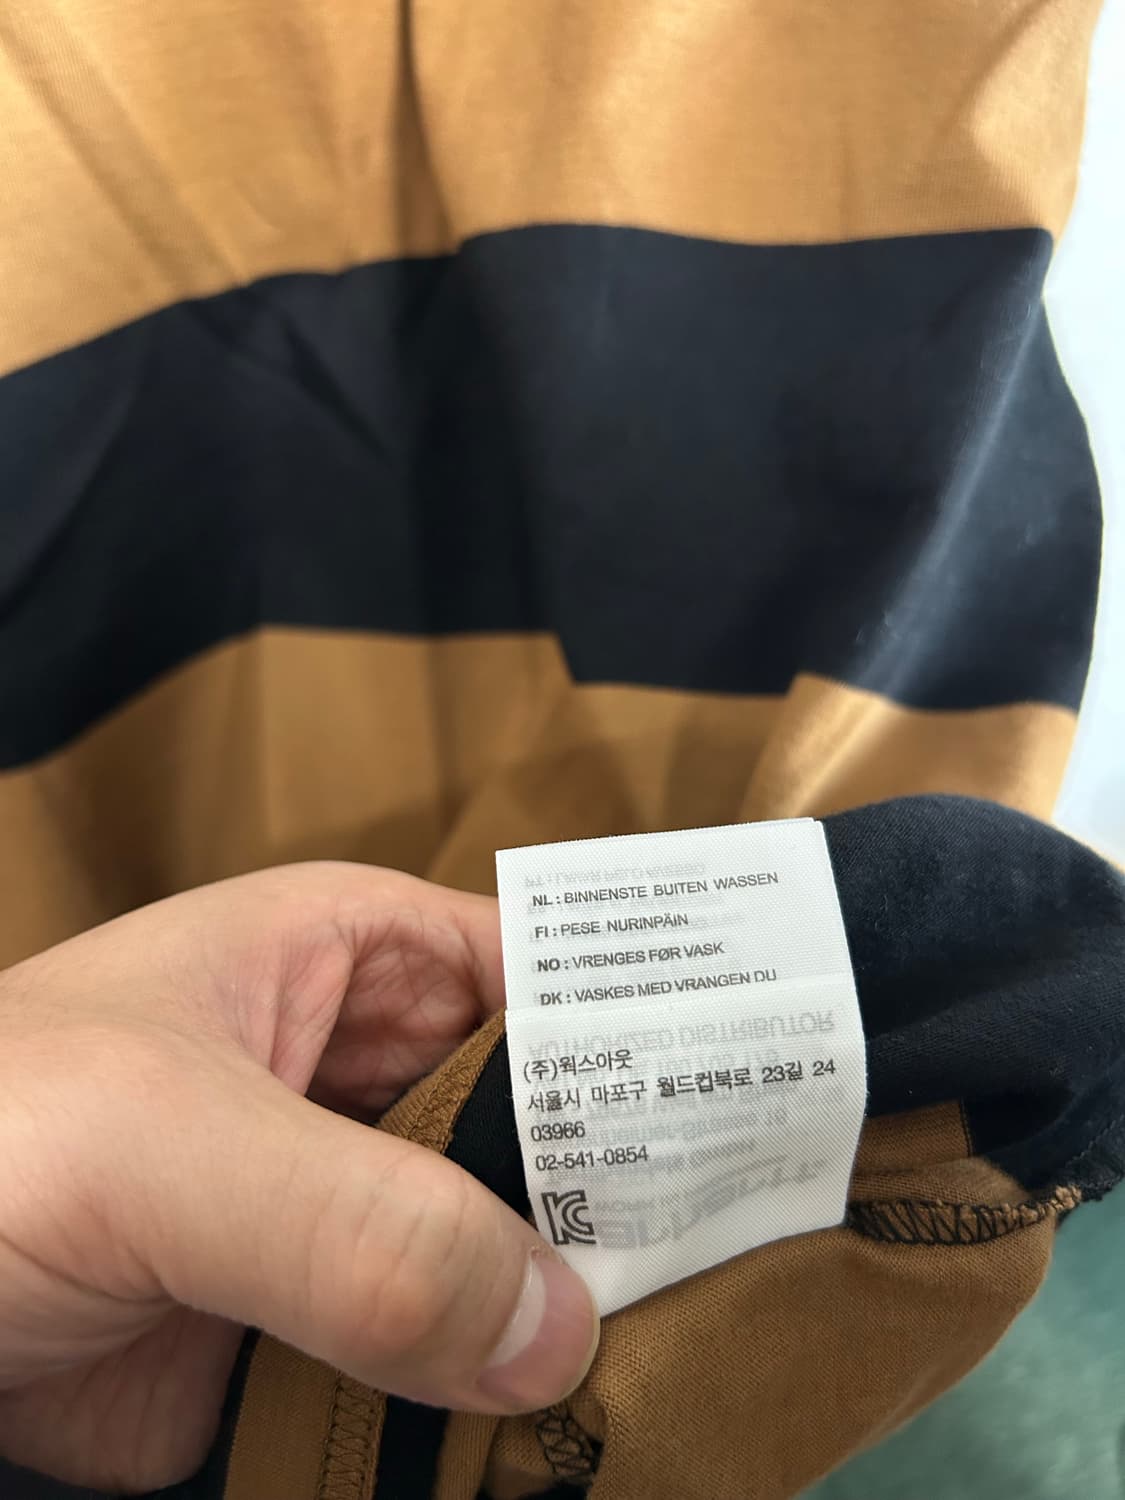 NL : BINNENSTE BUITEN WASSEN
FI : PESE NURINPÄIN
NO : VRENGES FØR VASK
DK : VASKES MED VRANGEN DU
(주)웍스아웃
서울시 마포구 월드컵북로 23길 24
03966
02-541-0854
AUTHORIZED DISTRIBUTOR